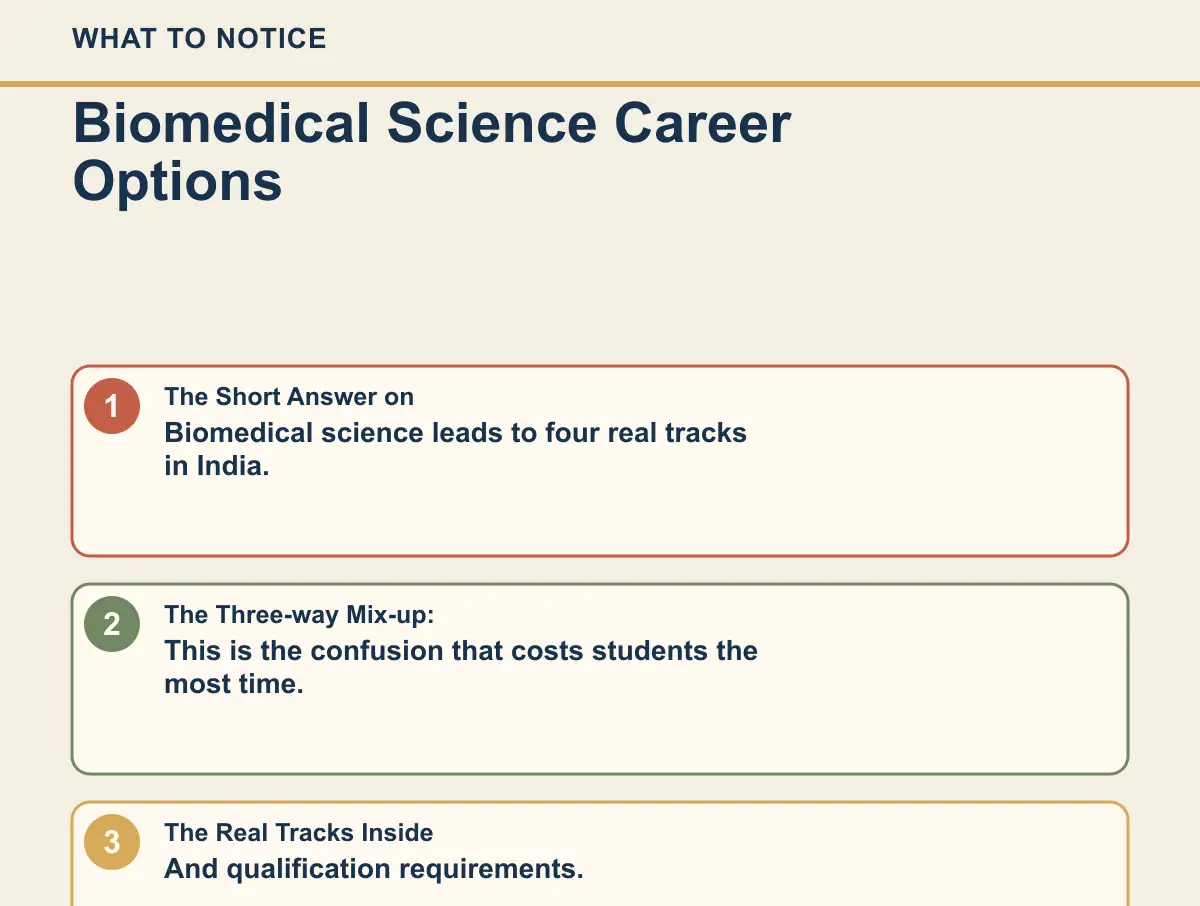 WHAT TO NOTICE
Biomedical Science Career
Options
1
The Short Answer on
Biomedical science leads to four real tracks
in India.
2
The Three-way Mix-up:
This is the confusion that costs students the
most time.
3
The Real Tracks Inside
And qualification requirements.